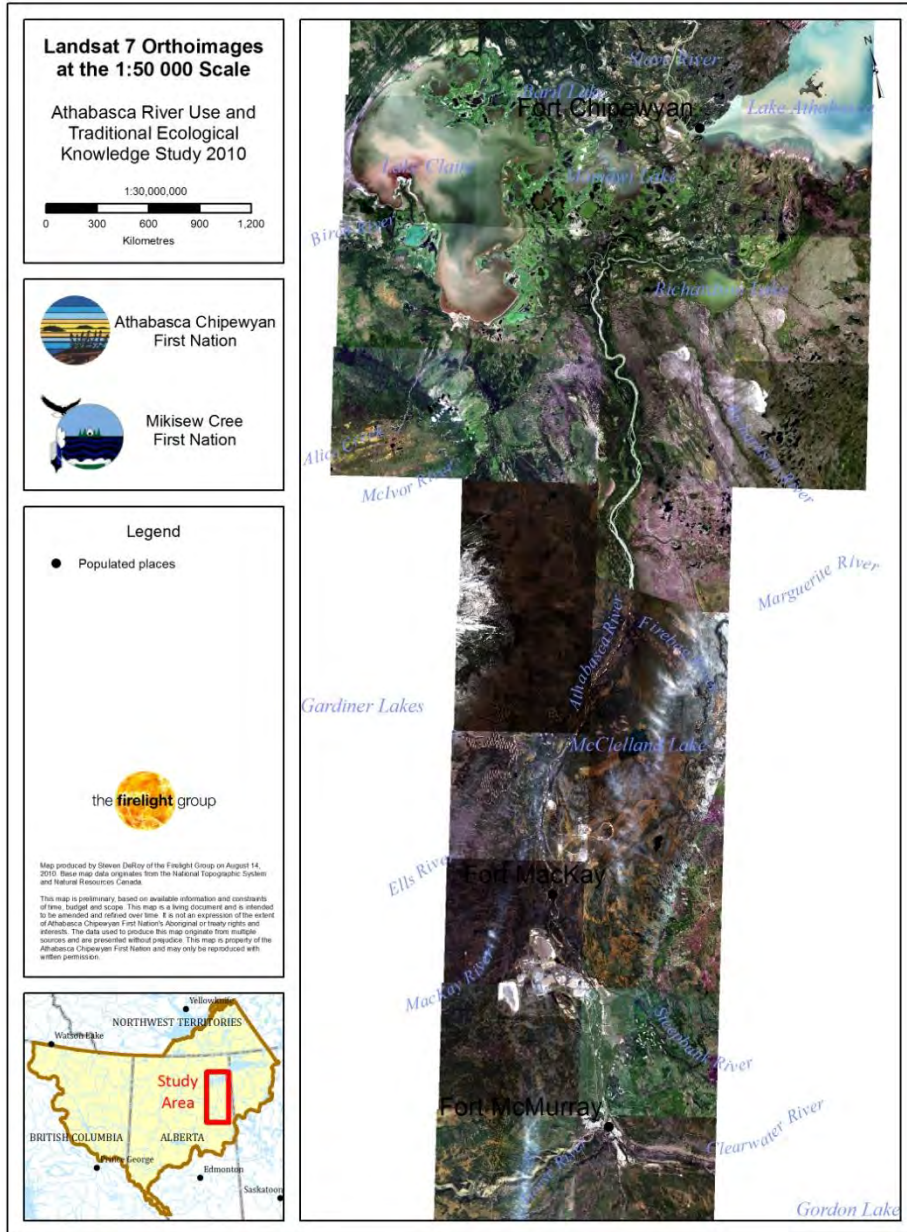 Landsat 7 Orthoimages
at the 1:50 000 Scale
Athabasca River Use and
Traditional Ecological
Knowledge Study 2010
1:30,000,000
0 300 600 900 1,200
Kilometres
Athabasca Chipewyan
First Nation
Mikisew Cree
First Nation
Legend
Populated places
the firelight group
Map produced by Steven DeRoy of the Firelight Group on August 14,
2010. Base map data originates from the National Topographic System
and Natural Resources Canada.
This map is preliminary, based on available information and constraints
of time, budget and scope. This map is a living document and is intended
to be amended and refined over time. It is not an expression of the extent
of Athabasca Chipewyan First Nation's Aboriginal or treaty rights and
interests. The data used to produce this map originate from multiple
sources and are presented without prejudice. This map is property of the
Athabasca Chipewyan First Nation and may only be reproduced with
written permission.
Yellowknife
NORTHWEST TERRITORIES
Watson Lake
Study
Area
BRITISH COLUMBIA
ALBERTA
Prince George
Edmonton
Saskatoon
N
Slave River
Baril Lake
Fort Chipewyan
Lake Athabasca
Lake Claire
Mamawi Lake
Birch River
Richardson Lake
Alice Creek
McIvor River
Richardson River
Marguerite River
Athabasca River
Firebag River
Gardiner Lakes
McClelland Lake
Ells River
Fort MacKay
MacKay River
Steepbank River
Fort McMurray
Clearwater River
River
Gordon Lake